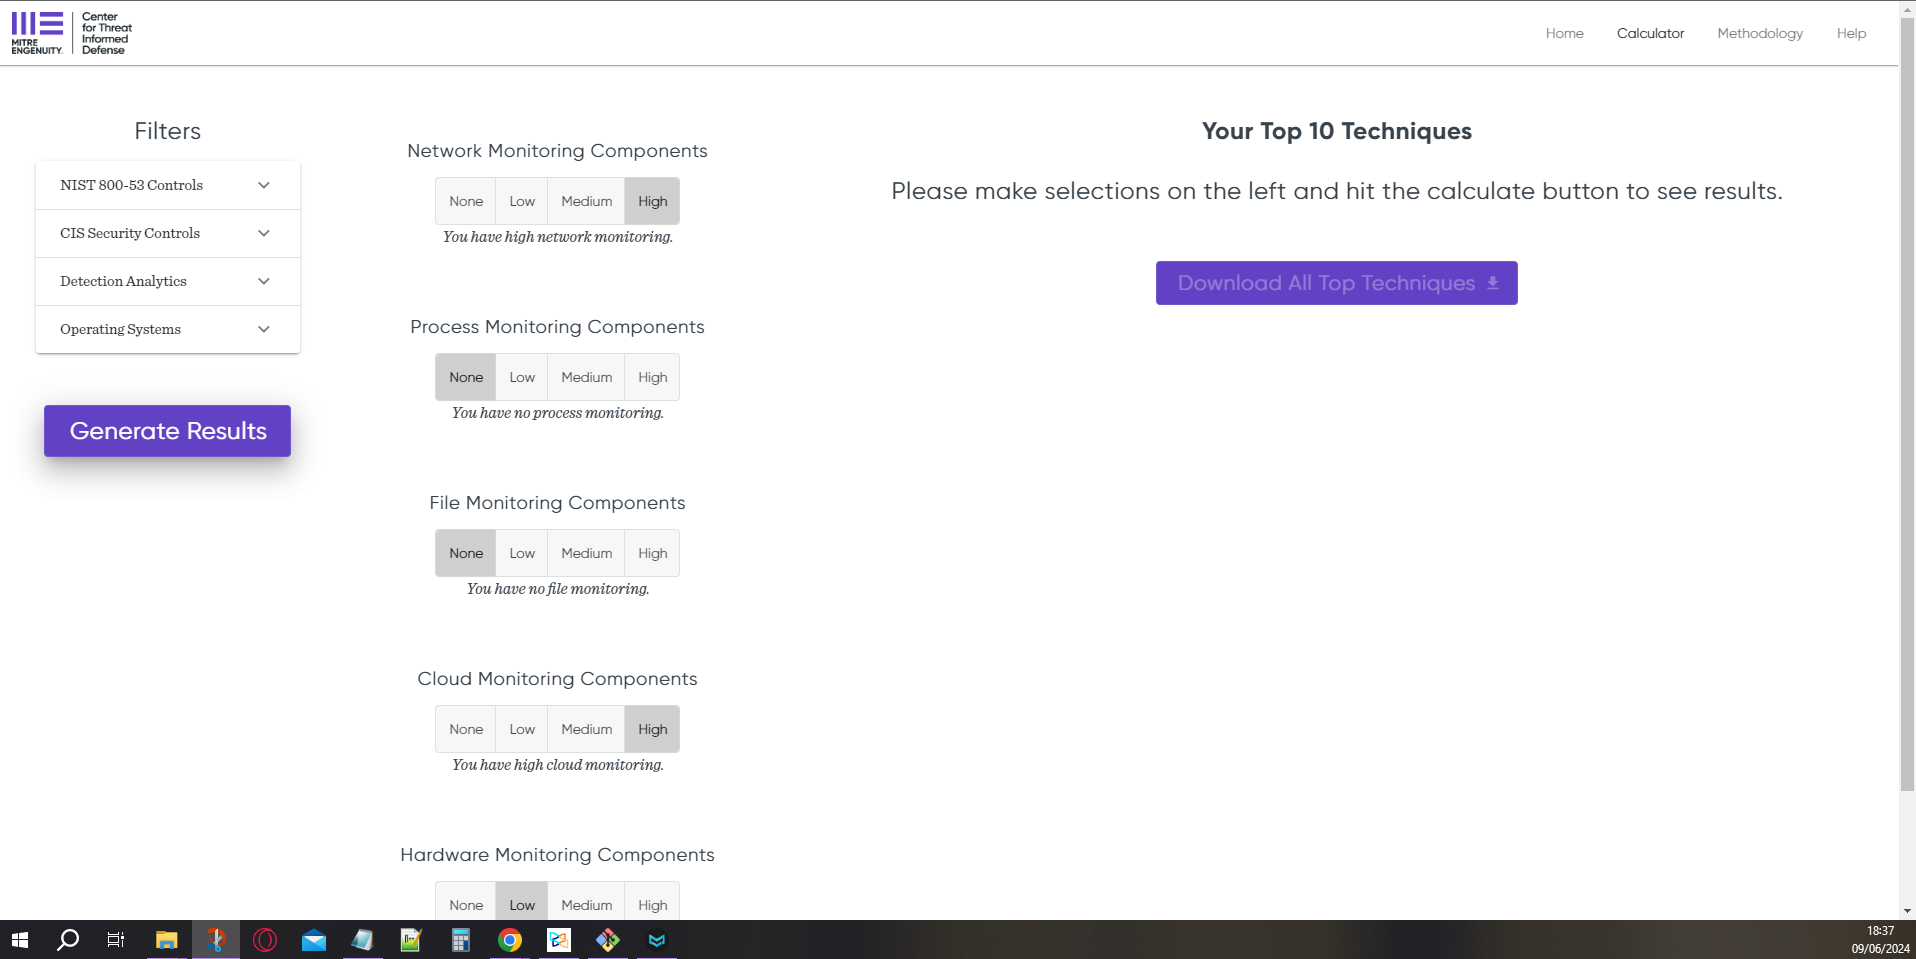 MITRE
ENGENUITY.
Center
for Threat
Informed
Defense
Home
Calculator
Methodology
Help
Filters
NIST 800-53 Controls
CIS Security Controls
Detection Analytics
Operating Systems
Generate Results
Network Monitoring Components
None Low Medium High
You have high network monitoring.
Process Monitoring Components
None Low Medium High
You have no process monitoring.
File Monitoring Components
None Low Medium High
You have no file monitoring.
Cloud Monitoring Components
None Low Medium High
You have high cloud monitoring.
Hardware Monitoring Components
None Low Medium High
Your Top 10 Techniques
Please make selections on the left and hit the calculate button to see results.
Download All Top Techniques
18:37
09/06/2024